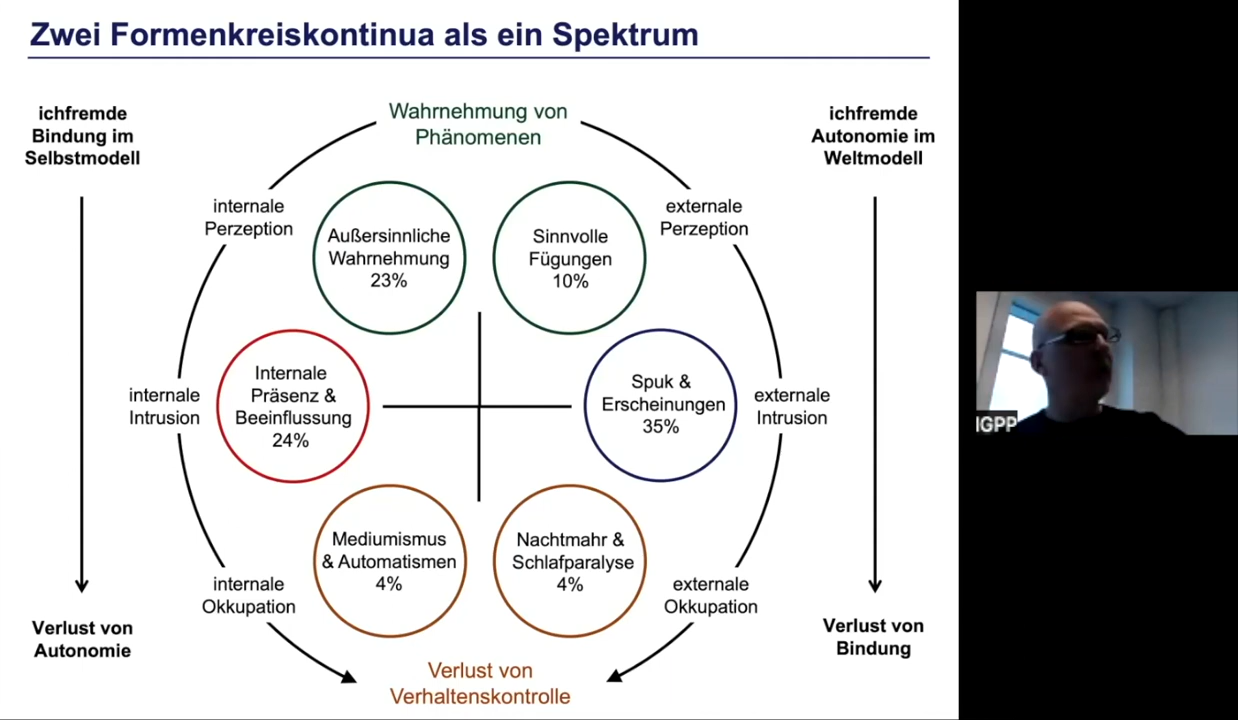 Zwei Formenkreiskontinua als ein Spektrum
ichfremde
Bindung im
Selbstmodell
Wahrnehmung von
Phänomenen
ichfremde
Autonomie im
Weltmodell
internale
Perzeption
externale
Perzeption
Außersinnliche
Wahrnehmung
23%
Sinnvolle
Fügungen
10%
internale
Intrusion
Internale
Präsenz &
Beeinflussung
24%
Spuk &
Erscheinungen
35%
externale
Intrusion
IGPP
Mediumismus
& Automatismen
4%
Nachtmahr &
Schlafparalyse
4%
internale
Okkupation
externale
Okkupation
Verlust von
Autonomie
Verlust von
Bindung
Verlust von
Verhaltenskontrolle